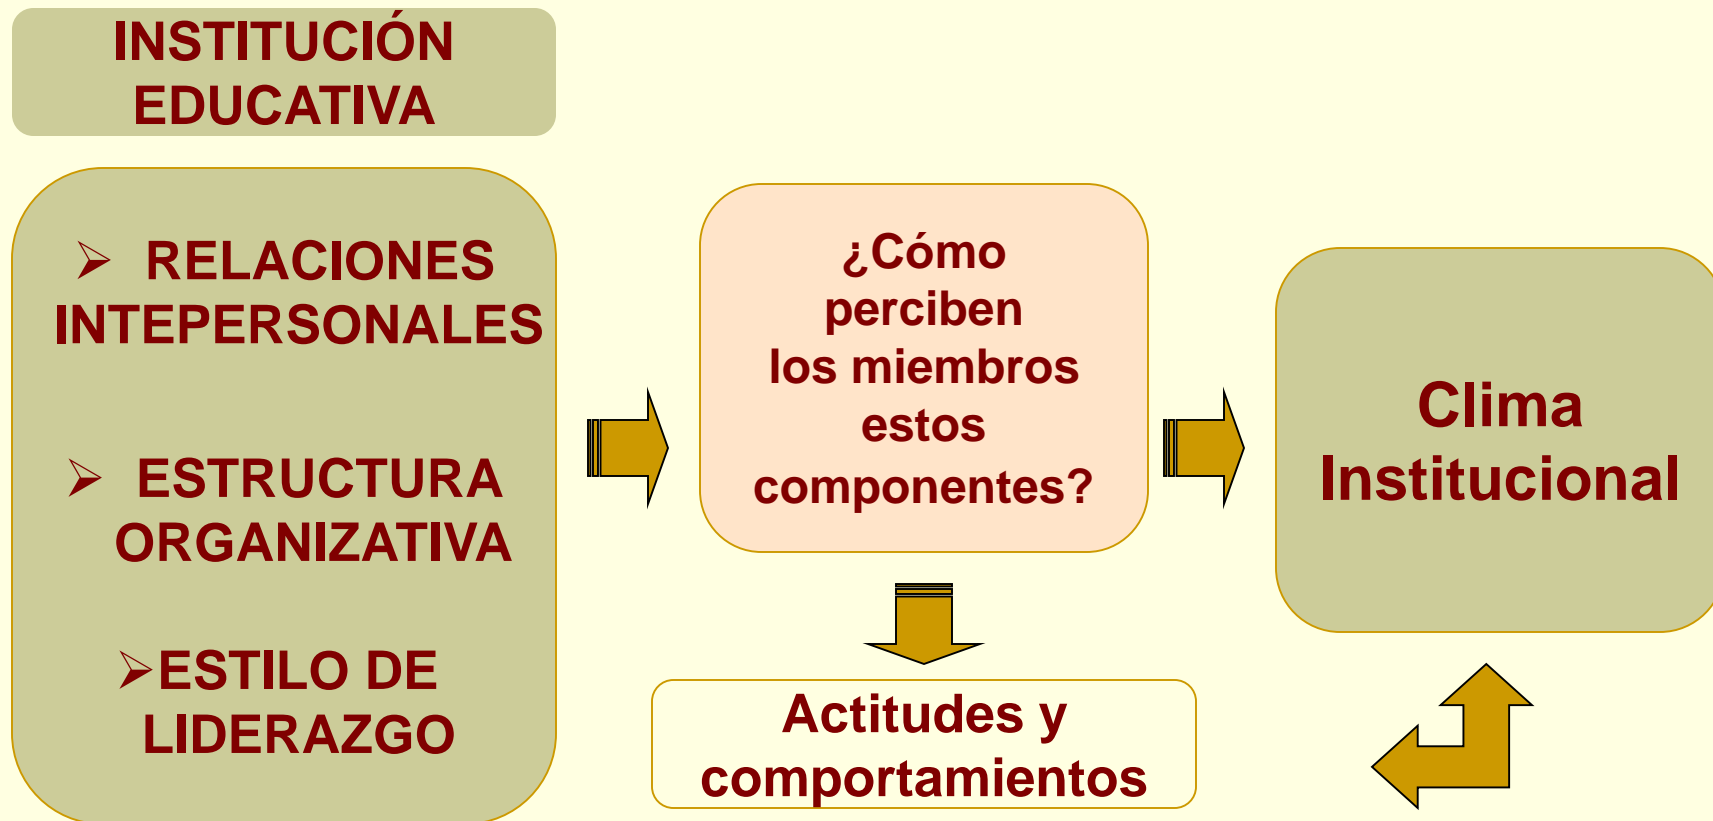 INSTITUCIÓN
EDUCATIVA
➢ RELACIONES
INTEPERSONALES
➢ ESTRUCTURA
ORGANIZATIVA
➢ESTILO DE
LIDERAZGO
¿Cómo
perciben
los miembros
estos
componentes?
Actitudes y
comportamientos
Clima
Institucional